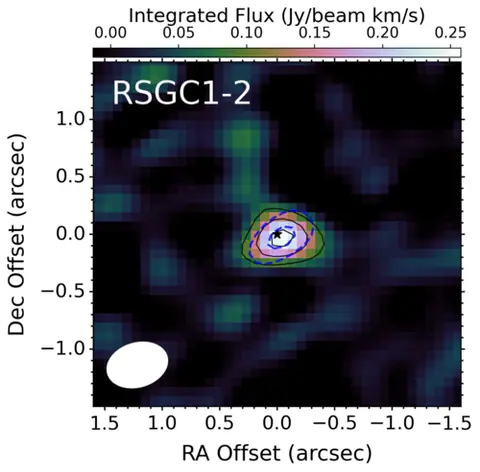 Integrated Flux (Jy/beam km/s)
0.00 0.05 0.10 0.15 0.20 0.25
RSGC1-2
1.0
0.5
0.0
−0.5
−1.0
Dec Offset (arcsec)
1.5 1.0 0.5 0.0 −0.5 −1.0 −1.5
RA Offset (arcsec)